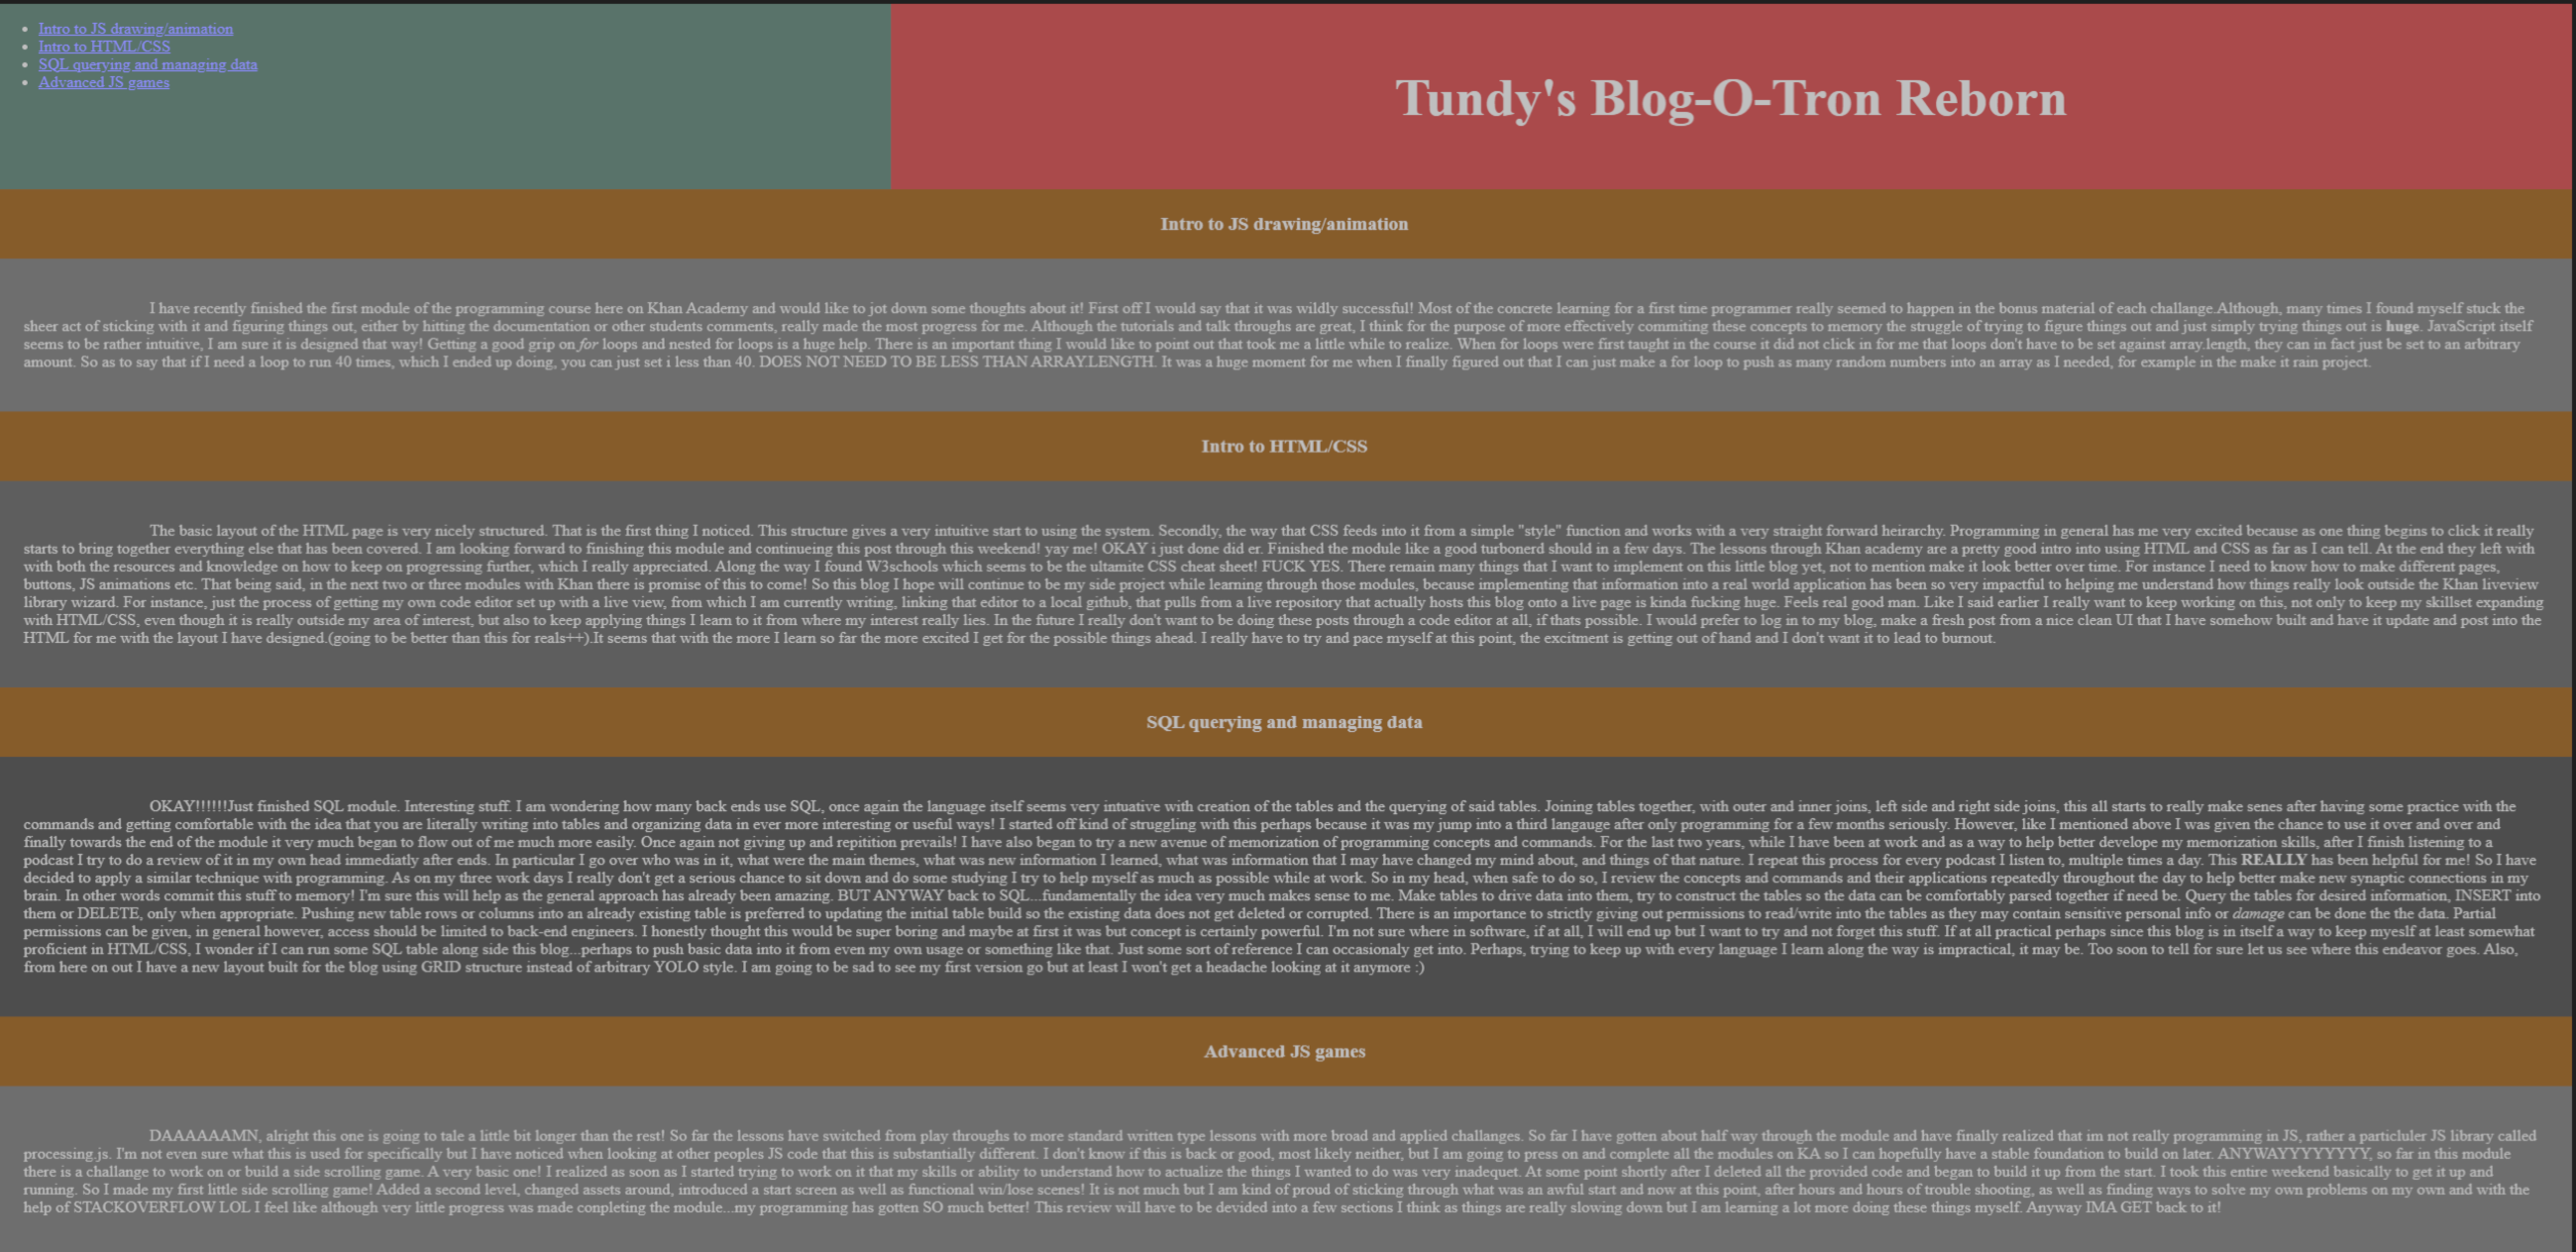 Intro to JS drawing/animation
Intro to HTML/CSS
SQL querying and managing data
Advanced JS games
Tundy's Blog-O-Tron Reborn
Intro to JS drawing/animation
I have recently finished the first module of the programming course here on Khan Academy and would like to jot down some thoughts about it! First off I would say that it was wildly successful! Most of the concrete learning for a first time programmer really seemed to happen in the bonus material of each challange.Although, many times I found myself stuck the
sheer act of sticking with it and figuring things out, either by hitting the documentation or other students comments, really made the most progress for me. Although the tutorials and talk throughs are great, I think for the purpose of more effectively commiting these concepts to memory the struggle of trying to figure things out and just simply trying things out is huge. JavaScript itself
seems to be rather intuitive, I am sure it is designed that way! Getting a good grip on for loops and nested for loops is a huge help. There is an important thing I would like to point out that took me a little while to realize. When for loops were first taught in the course it did not click in for me that loops don't have to be set against array.length, they can in fact just be set to an arbitrary
amount. So as to say that if I need a loop to run 40 times, which I ended up doing, you can just set i less than 40. DOES NOT NEED TO BE LESS THAN ARRAY.LENGTH. It was a huge moment for me when I finally figured out that I can just make a for loop to push as many random numbers into an array as I needed, for example in the make it rain project.
Intro to HTML/CSS
The basic layout of the HTML page is very nicely structured. That is the first thing I noticed. This structure gives a very intuitive start to using the system. Secondly, the way that CSS feeds into it from a simple "style" function and works with a very straight forward heirarchy. Programming in general has me very excited because as one thing begins to click it really
starts to bring together everything else that has been covered. I am looking forward to finishing this module and continueing this post through this weekend! yay me! OKAY i just done did er. Finished the module like a good turbonerd should in a few days. The lessons through Khan academy are a pretty good intro into using HTML and CSS as far as I can tell. At the end they left with
with both the resources and knowledge on how to keep on progressing further, which I really appreciated. Along the way I found W3schools which seems to be the ultamite CSS cheat sheet! FUCK YES. There remain many things that I want to implement on this little blog yet, not to mention make it look better over time. For instance I need to know how to make different pages,
buttons, JS animations etc. That being said, in the next two or three modules with Khan there is promise of this to come! So this blog I hope will continue to be my side project while learning through those modules, because implementing that information into a real world application has been so very impactful to helping me understand how things really look outside the Khan liveview
library wizard. For instance, just the process of getting my own code editor set up with a live view, from which I am currently writing, linking that editor to a local github, that pulls from a live repository that actually hosts this blog onto a live page is kinda fucking huge. Feels real good man. Like I said earlier I really want to keep working on this, not only to keep my skillset expanding
with HTML/CSS, even though it is really outside my area of interest, but also to keep applying things I learn to it from where my interest really lies. In the future I really don't want to be doing these posts through a code editor at all, if thats possible. I would prefer to log in to my blog, make a fresh post from a nice clean UI that I have somehow built and have it update and post into the
HTML for me with the layout I have designed.(going to be better than this for reals++).It seems that with the more I learn so far the more excited I get for the possible things ahead. I really have to try and pace myself at this point, the excitment is getting out of hand and I don't want it to lead to burnout.
SQL querying and managing data
OKAY!!!!!!Just finished SQL module. Interesting stuff. I am wondering how many back ends use SQL, once again the language itself seems very intuative with creation of the tables and the querying of said tables. Joining tables together, with outer and inner joins, left side and right side joins, this all starts to really make senes after having some practice with the
commands and getting comfortable with the idea that you are literally writing into tables and organizing data in ever more interesting or useful ways! I started off kind of struggling with this perhaps because it was my jump into a third langauge after only programming for a few months seriously. However, like I mentioned above I was given the chance to use it over and over and
finally towards the end of the module it very much began to flow out of me much more easily. Once again not giving up and repitition prevails! I have also began to try a new avenue of memorization of programming concepts and commands. For the last two years, while I have been at work and as a way to help better develope my memorization skills, after I finish listening to a
podcast I try to do a review of it in my own head immediatly after ends. In particular I go over who was in it, what were the main themes, what was new information I learned, what was information that I may have changed my mind about, and things of that nature. I repeat this process for every podcast I listen to, multiple times a day. This REALLY has been helpful for me! So I have
decided to apply a similar technique with programming. As on my three work days I really don't get a serious chance to sit down and do some studying I try to help myself as much as possible while at work. So in my head, when safe to do so, I review the concepts and commands and their applications repeatedly throughout the day to help better make new synaptic connections in my
brain. In other words commit this stuff to memory! I'm sure this will help as the general approach has already been amazing. BUT ANYWAY back to SQL...fundamentally the idea very much makes sense to me. Make tables to drive data into them, try to construct the tables so the data can be comfortably parsed together if need be. Query the tables for desired information, INSERT into
them or DELETE, only when appropriate. Pushing new table rows or columns into an already existing table is preferred to updating the initial table build so the existing data does not get deleted or corrupted. There is an importance to strictly giving out permissions to read/write into the tables as they may contain sensitive personal info or damage can be done the the data. Partial
permissions can be given, in general however, access should be limited to back-end engineers. I honestly thought this would be super boring and maybe at first it was but concept is certainly powerful. I'm not sure where in software, if at all, I will end up but I want to try and not forget this stuff. If at all practical perhaps since this blog is in itself a way to keep myeslf at least somewhat
proficient in HTML/CSS, I wonder if I can run some SQL table along side this blog...perhaps to push basic data into it from even my own usage or something like that. Just some sort of reference I can occasionaly get into. Perhaps, trying to keep up with every language I learn along the way is impractical, it may be. Too soon to tell for sure let us see where this endeavor goes. Also,
from here on out I have a new layout built for the blog using GRID structure instead of arbitrary YOLO style. I am going to be sad to see my first version go but at least I won't get a headache looking at it anymore :)
Advanced JS games
DAAAAAAMN, alright this one is going to tale a little bit longer than the rest! So far the lessons have switched from play throughs to more standard written type lessons with more broad and applied challanges. So far I have gotten about half way through the module and have finally realized that im not really programming in JS, rather a particluler JS library called
processing.js. I'm not even sure what this is used for specifically but I have noticed when looking at other peoples JS code that this is substantially different. I don't know if this is back or good, most likely neither, but I am going to press on and complete all the modules on KA so I can hopefully have a stable foundation to build on later. ANYWAYYYYYYYY, so far in this module
there is a challange to work on or build a side scrolling game. A very basic one! I realized as soon as I started trying to work on it that my skills or ability to understand how to actualize the things I wanted to do was very inadequet. At some point shortly after I deleted all the provided code and began to build it up from the start. I took this entire weekend basically to get it up and
running. So I made my first little side scrolling game! Added a second level, changed assets around, introduced a start screen as well as functional win/lose scenes! It is not much but I am kind of proud of sticking through what was an awful start and now at this point, after hours and hours of trouble shooting, as well as finding ways to solve my own problems on my own and with the
help of STACKOVERFLOW LOL I feel like although very little progress was made conpleting the module...my programming has gotten SO much better! This review will have to be devided into a few sections I think as things are really slowing down but I am learning a lot more doing these things myself. Anyway IMA GET back to it!